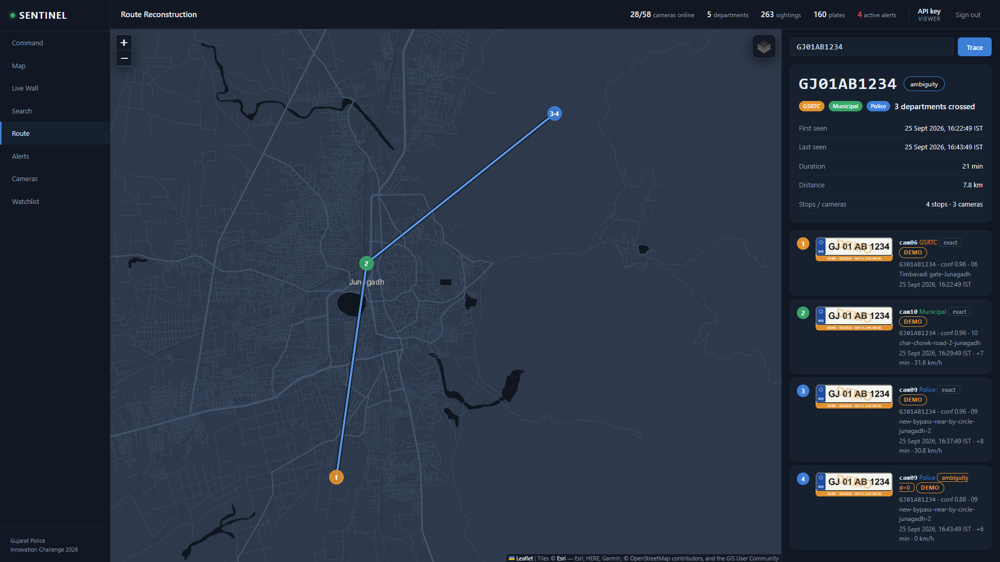 SENTINEL
Route Reconstruction
28/58 cameras online
5 departments
263 sightings
160 plates
4 active alerts
API key
VIEWER
Sign out
Command
Map
Live Wall
Search
Route
Alerts
Cameras
Watchlist
Gujarat Police
Innovation Challenge 2026
+
−
3-4
2
Junagadh
1
Leaflet | Tiles © Esri — Esri, HERE, Garmin, © OpenStreetMap contributors, and the GIS User Community
GJ01AB1234
Trace
GJ01AB1234 ambiguity
GSRTC Municipal Police 3 departments crossed
First seen 25 Sept 2026, 16:22:49 IST
Last seen 25 Sept 2026, 16:43:49 IST
Duration 21 min
Distance 7.8 km
Stops / cameras 4 stops · 3 cameras
1
IND GJ 01 AB 1234
DEMO
DEMO - SEEDED - NOT A LIVE READ
cam06 GSRTC exact
DEMO
GJ01AB1234 · conf 0.96 · 06
Timbavadi gate-Junagadh
25 Sept 2026, 16:22:49 IST
2
IND GJ 01 AB 1234
DEMO
DEMO - SEEDED - NOT A LIVE READ
cam10 Municipal exact
DEMO
GJ01AB1234 · conf 0.96 · 10
char-chowk-road-2-junagadh
25 Sept 2026, 16:29:49 IST · +7
min · 31.6 km/h
3
IND GJ 01 AB 1234
DEMO
DEMO - SEEDED - NOT A LIVE READ
cam09 Police exact
DEMO
GJ01AB1234 · conf 0.96 · 09
new-bypass-near-by-circle-
junagadh-2
25 Sept 2026, 16:37:49 IST · +8
min · 30.8 km/h
4
IND GJ 01 AB 1234
DEMO
DEMO - SEEDED - NOT A LIVE READ
cam09 Police ambiguity
d=0 DEMO
GJ01A81234 · conf 0.88 · 09
new-bypass-near-by-circle-
junagadh-2
25 Sept 2026, 16:43:49 IST · +6
min · 0 km/h